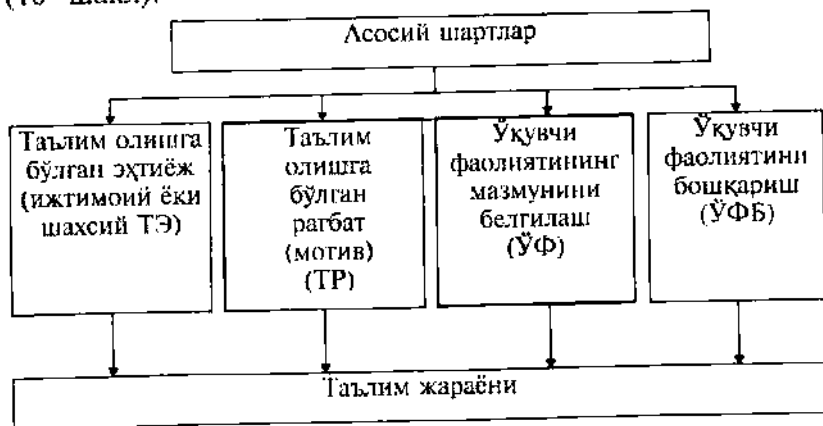 Асосий шартлар
Таълим олишга
бўлган эҳтиёж
(ижтимоий ёки
шахсий ТЭ)
Таълим
олишга
бўлган
рағбат
(мотив)
(ТР)
Ўқувчи
фаолиятининг
мазмунини
белгилаш
(ЎФ)
Ўқувчи
фаолиятини
бошқариш
(ЎФБ)
Таълим жараёни